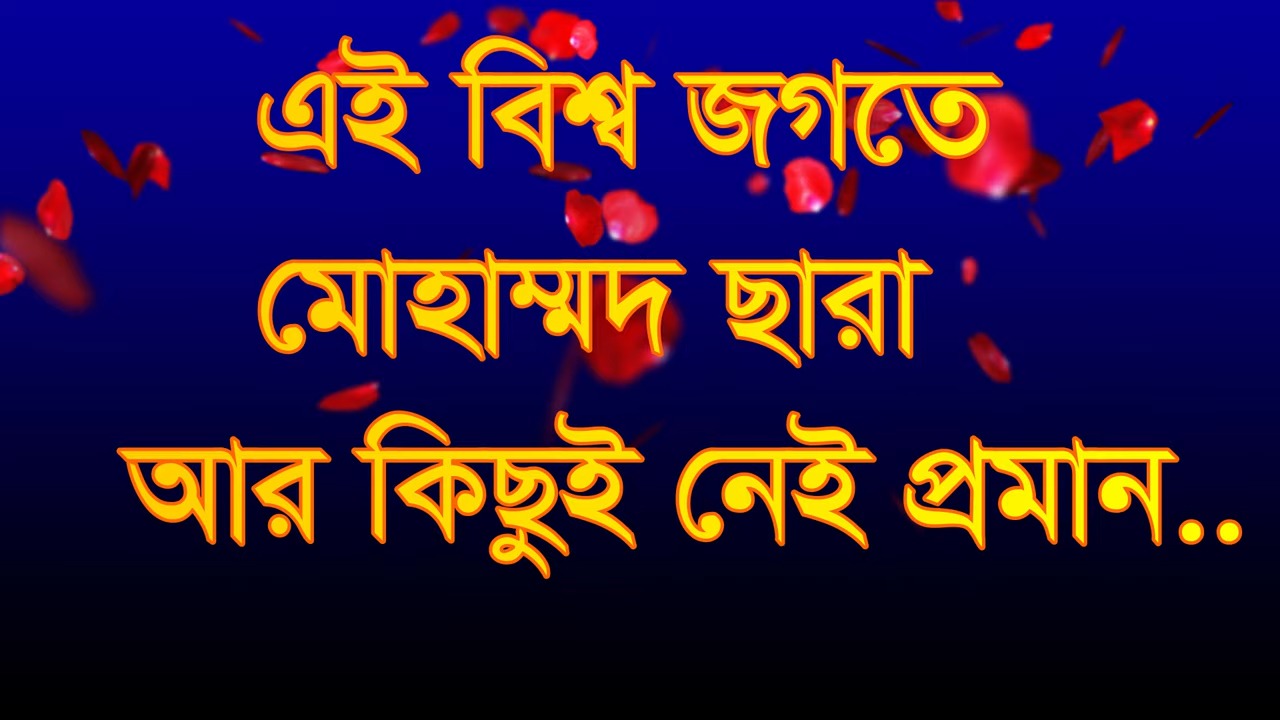 এই বিশ্ব জগতে
মোহাম্মদ ছারা
আর কিছুই নেই প্রমান..